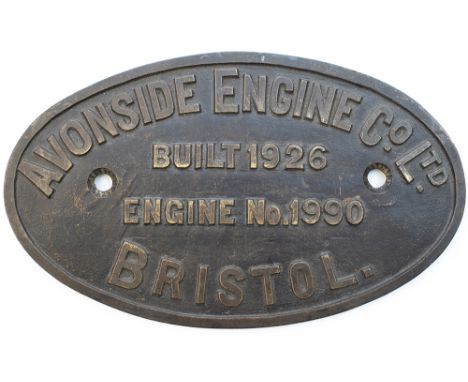 AVONSIDE ENGINE CO. LTD
BUILT 1926
ENGINE No. 1990
BRISTOL.